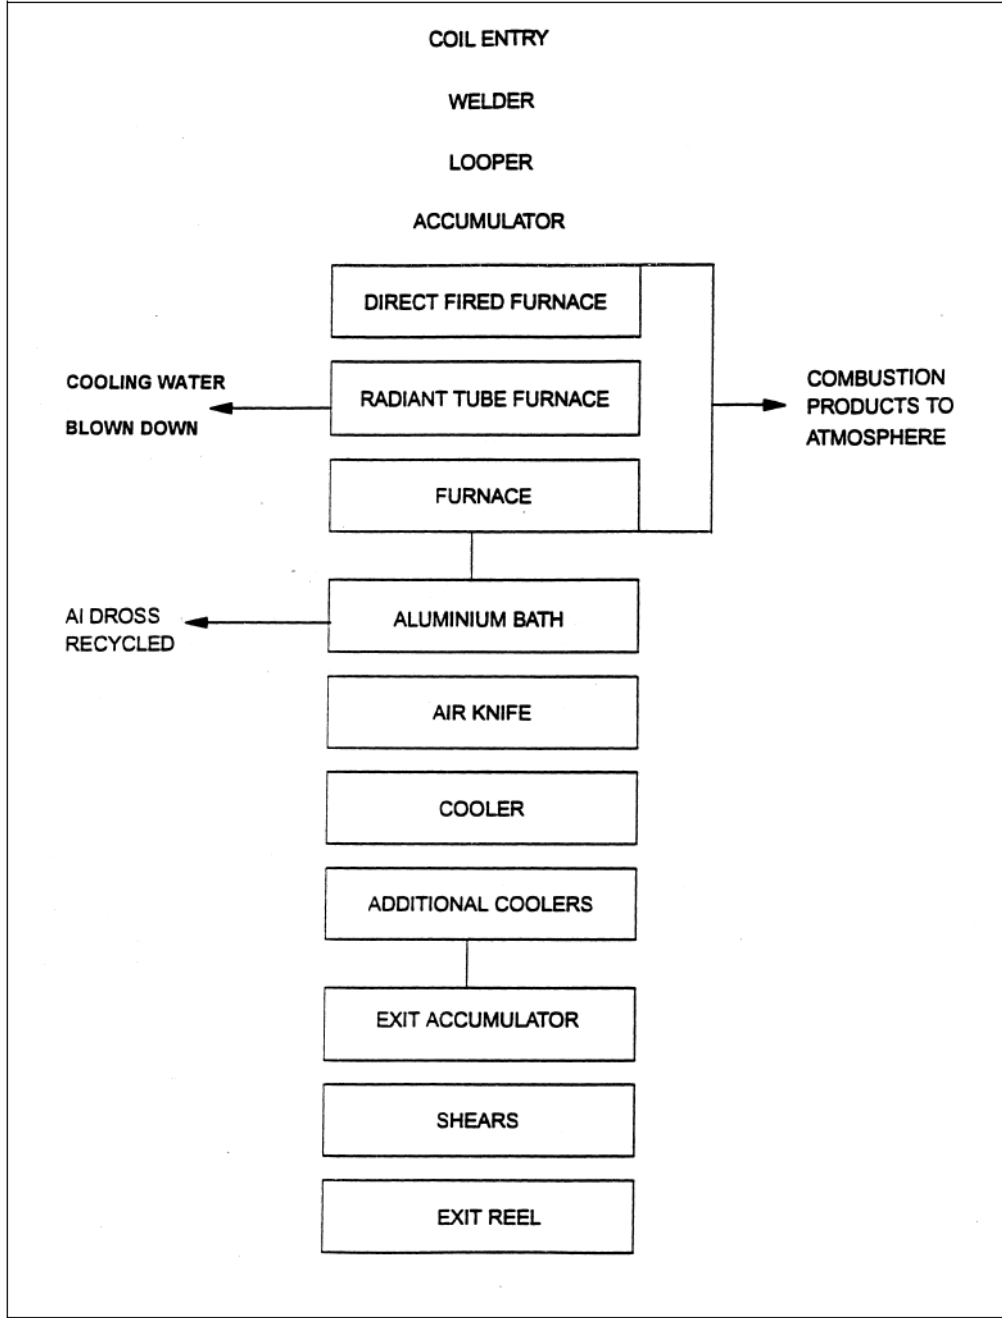 COIL ENTRY
WELDER
LOOPER
ACCUMULATOR
DIRECT FIRED FURNACE
COOLING WATER
BLOWN DOWN
RADIANT TUBE FURNACE
COMBUSTION
PRODUCTS TO
ATMOSPHERE
FURNACE
AI DROSS
RECYCLED
ALUMINIUM BATH
AIR KNIFE
COOLER
ADDITIONAL COOLERS
EXIT ACCUMULATOR
SHEARS
EXIT REEL